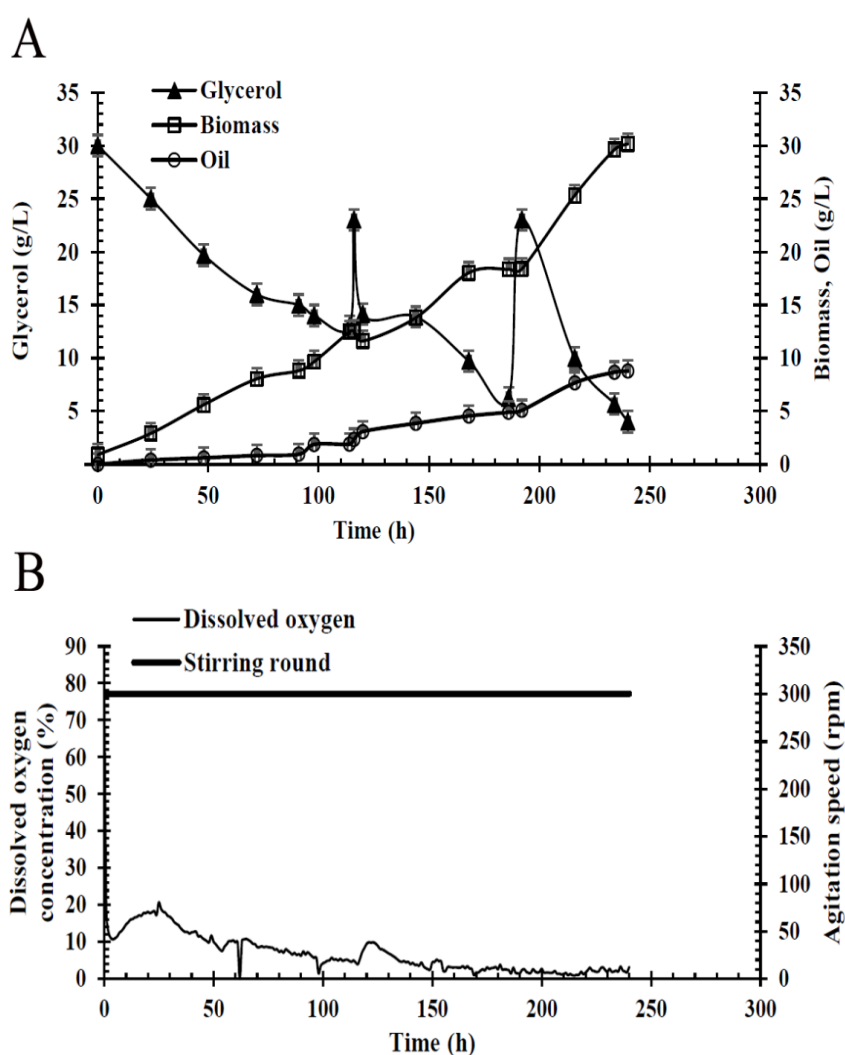 A
Glycerol
Biomass
Oil
35
30
25
20
15
10
5
0
Glycerol (g/L)
35
30
25
20
15
10
5
0
Biomass, Oil (g/L)
0 50 100 150 200 250 300
Time (h)
B
Dissolved oxygen
Stirring round
90
80
70
60
50
40
30
20
10
0
Dissolved oxygen
concentration (%)
350
300
250
200
150
100
50
0
Agitation speed (rpm)
0 50 100 150 200 250 300
Time (h)